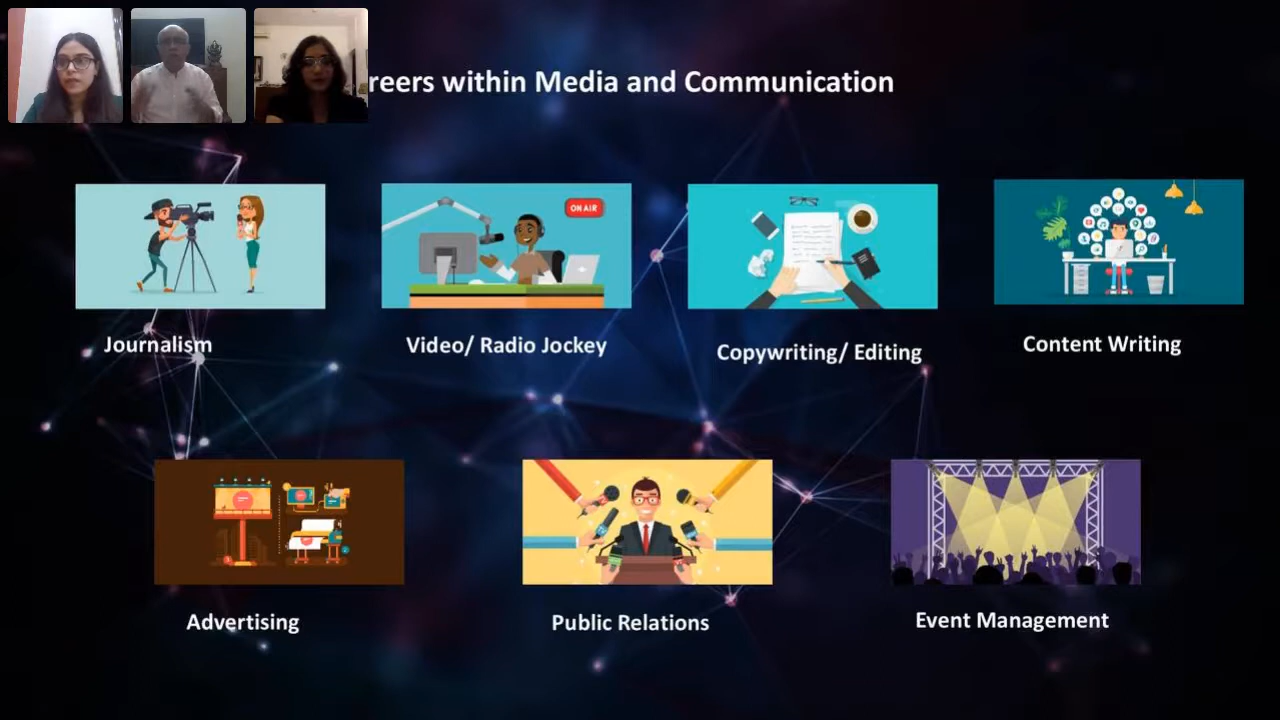 reers within Media and Communication
ON AIR
Journalism
Video/ Radio Jockey
Copywriting/ Editing
Content Writing
Advertising
Public Relations
Event Management